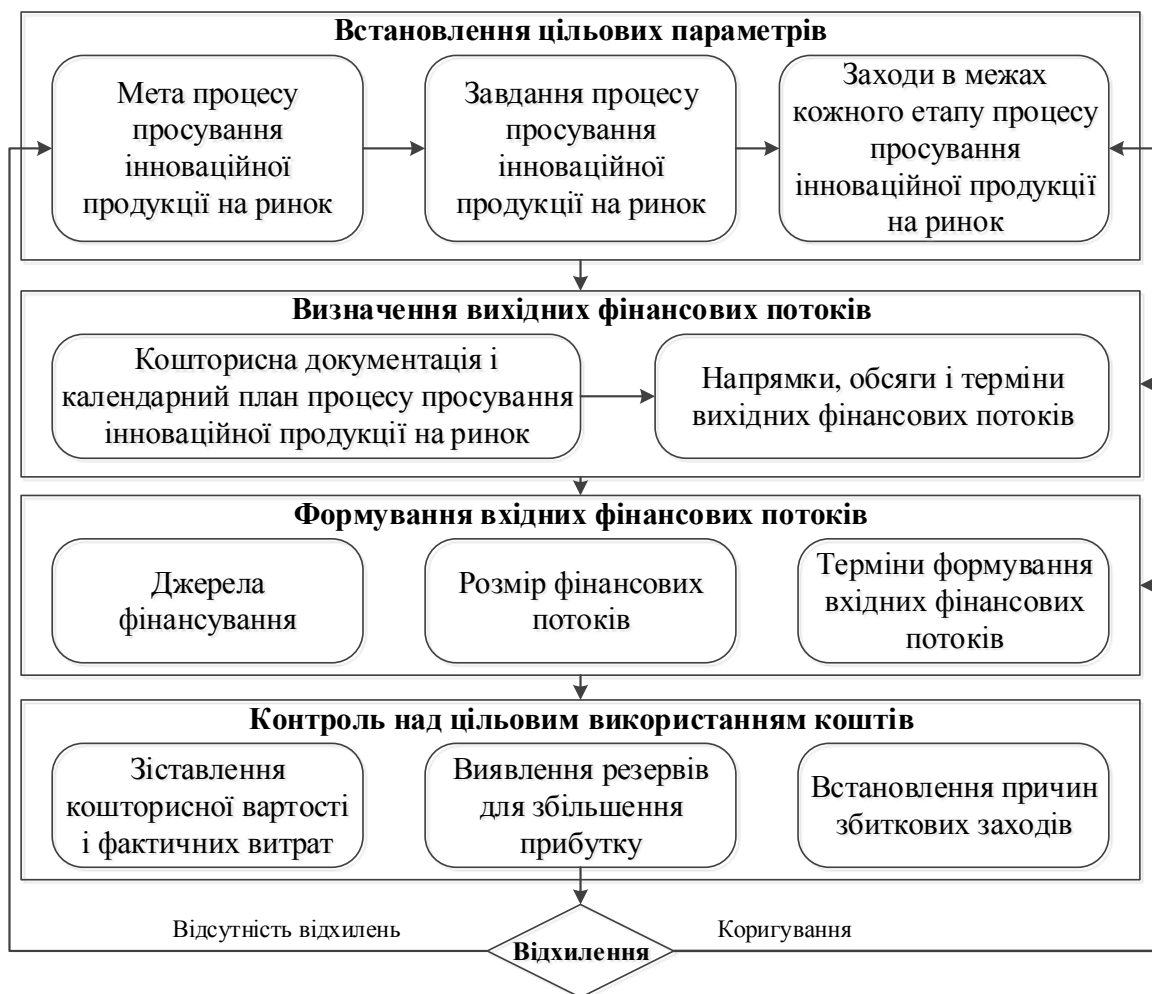 Встановлення цільових параметрів
Мета процесу
просування
інноваційної
продукції на ринок
Завдання процесу
просування
інноваційної
продукції на ринок
Заходи в межах
кожного етапу процесу
просування
інноваційної продукції
на ринок
Визначення вихідних фінансових потоків
Кошторисна документація і
календарний план процесу просування
інноваційної продукції на ринок
Напрямки, обсяги і терміни
вихідних фінансових потоків
Формування вхідних фінансових потоків
Джерела
фінансування
Розмір фінансових
потоків
Терміни формування
вхідних фінансових
потоків
Контроль над цільовим використанням коштів
Зіставлення
кошторисної вартості
і фактичних витрат
Виявлення резервів
для збільшення
прибутку
Встановлення причин
збиткових заходів
Відсутність відхилень
Відхилення
Коригування